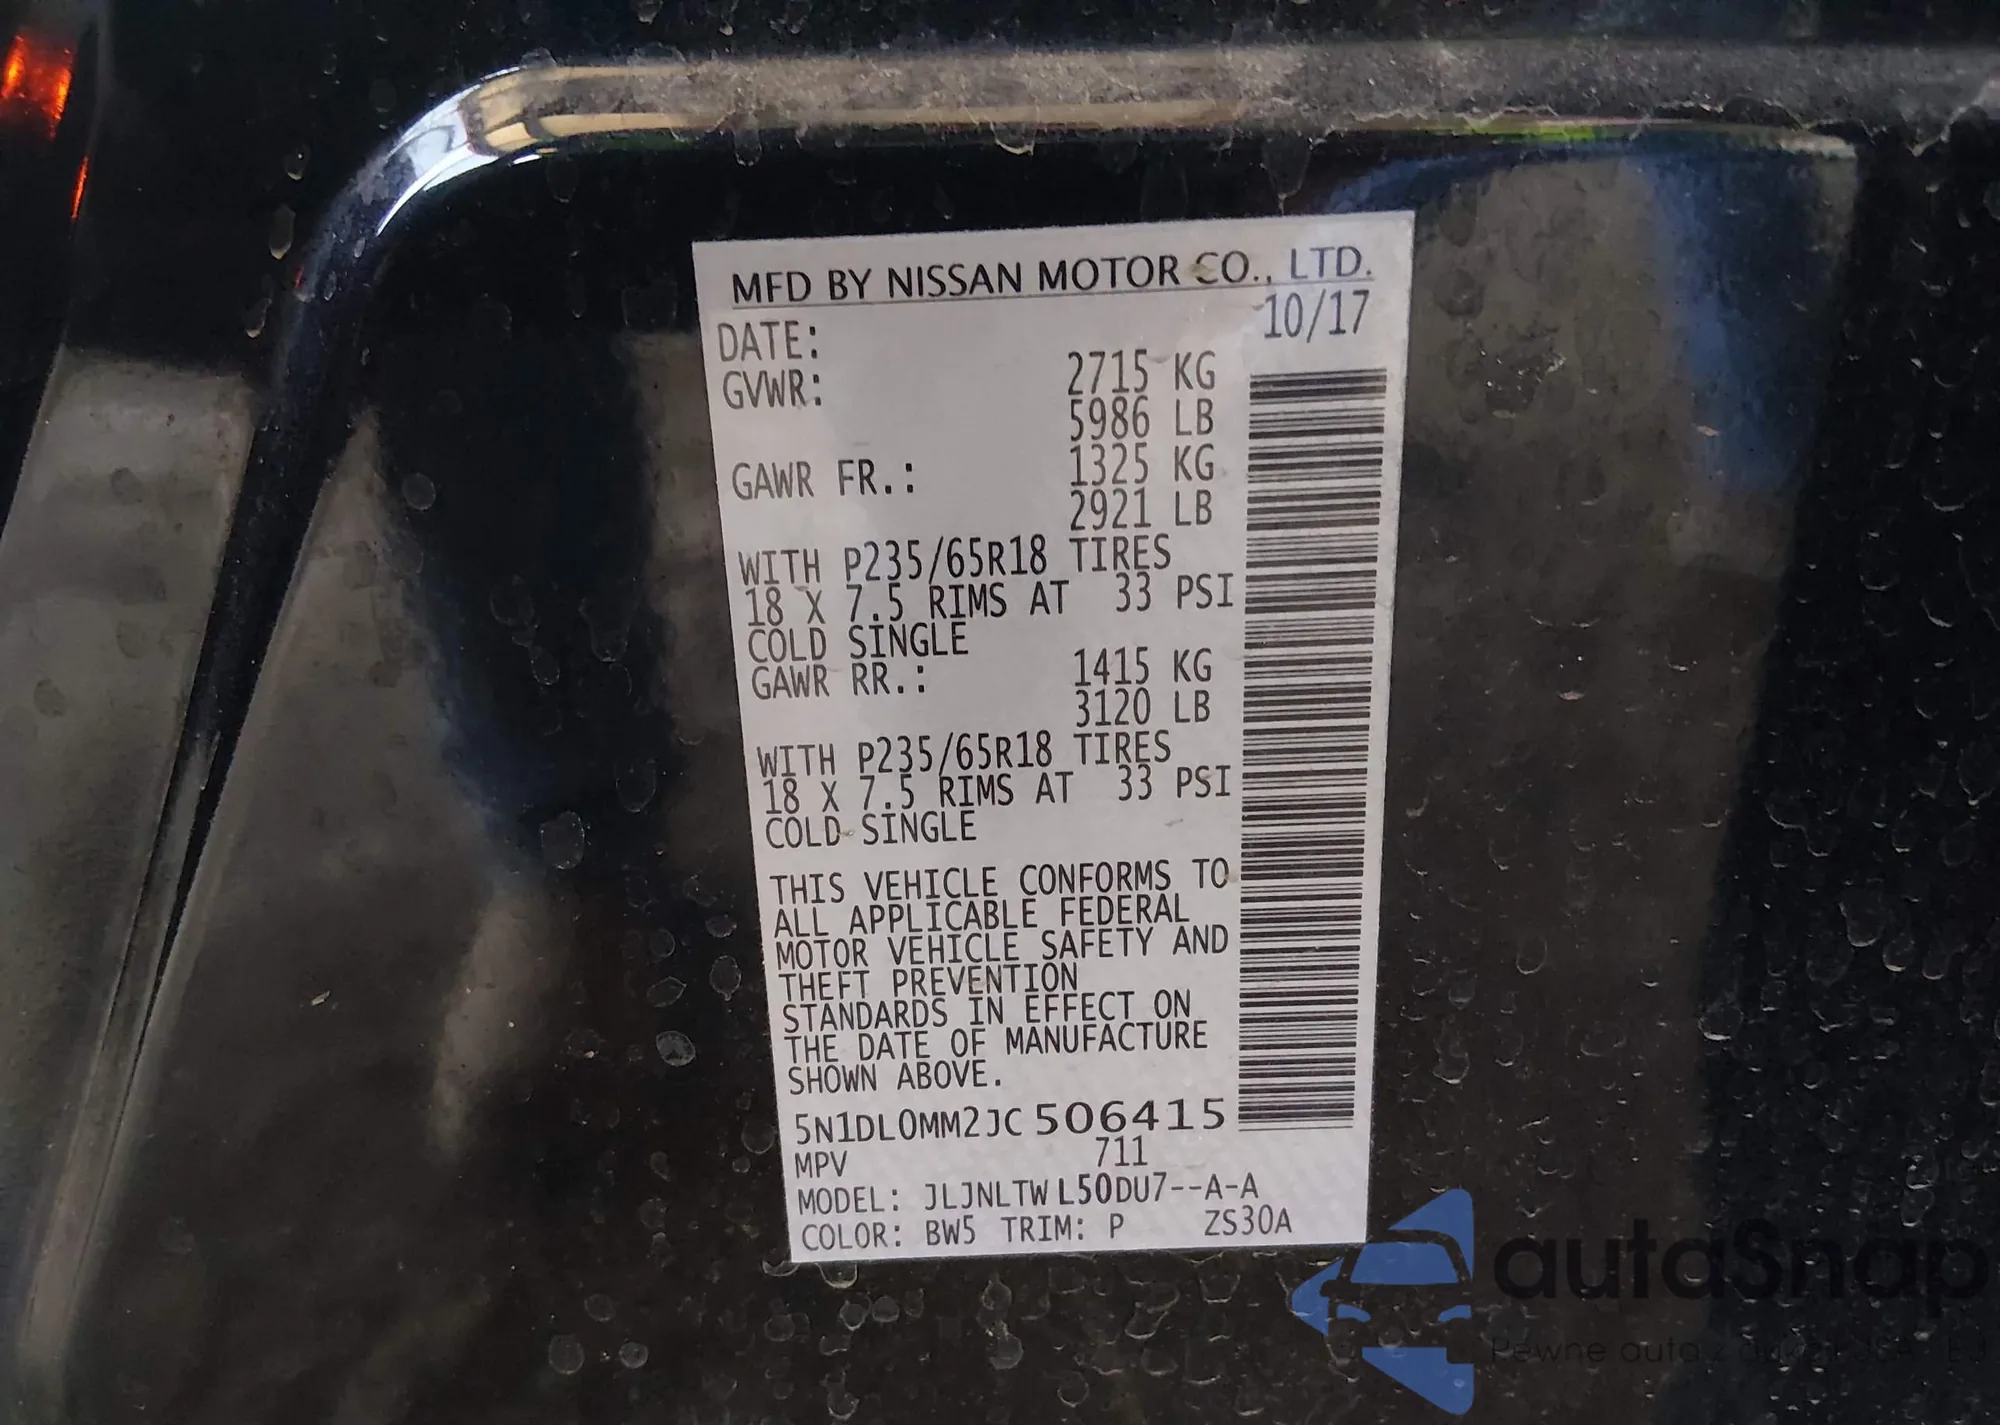 MFD BY NISSAN MOTOR CO., LTD.
DATE: 10/17
GVWR: 2715 KG
5986 LB
GAWR FR.: 1325 KG
2921 LB
WITH P235/65R18 TIRES
18 X 7.5 RIMS AT 33 PSI
COLD SINGLE
GAWR RR.: 1415 KG
3120 LB
WITH P235/65R18 TIRES
18 X 7.5 RIMS AT 33 PSI
COLD SINGLE
THIS VEHICLE CONFORMS TO
ALL APPLICABLE FEDERAL
MOTOR VEHICLE SAFETY AND
THEFT PREVENTION
STANDARDS IN EFFECT ON
THE DATE OF MANUFACTURE
SHOWN ABOVE.
5N1DL0MM2JC506415
MPV 711
MODEL: JLJNLTWL50DU7--A-A
COLOR: BW5 TRIM: P ZS30A
autaSnap
Pewne auto z